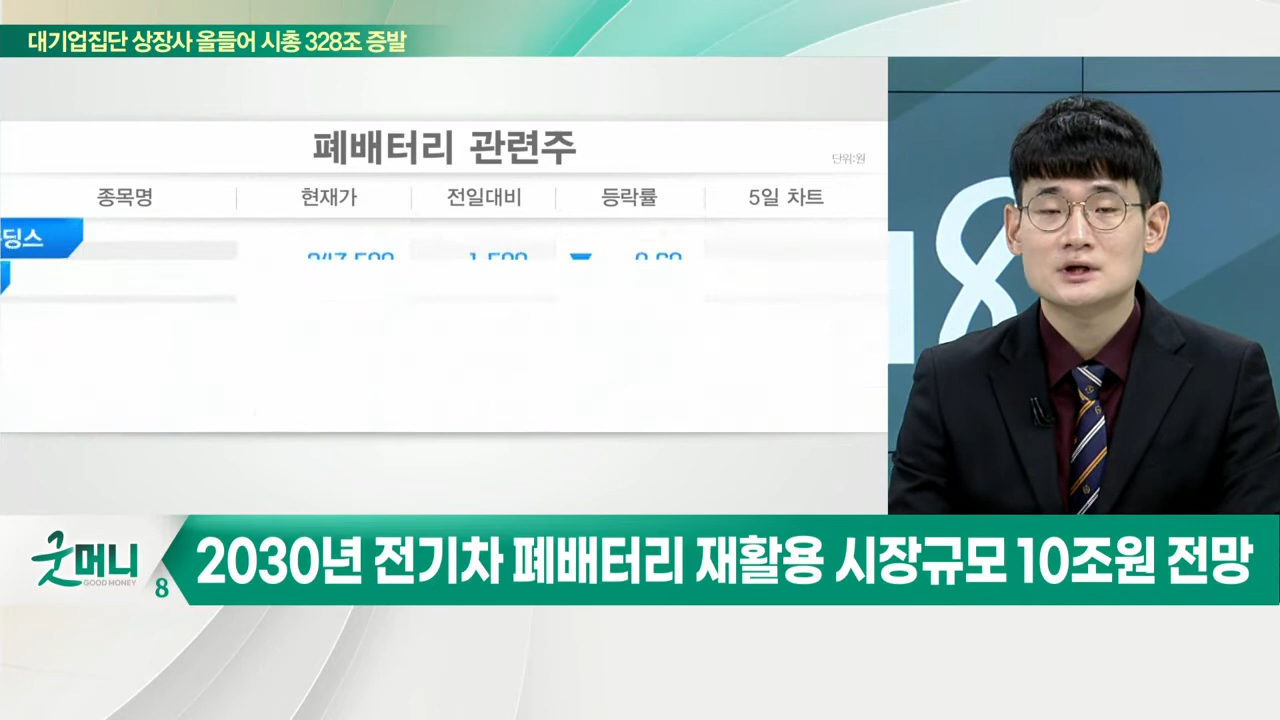 대기업집단 상장사 올들어 시총 328조 증발
폐배터리 관련주
단위:원
종목명 현재가 전일대비 등락률 5일 차트
딩스
굿머니
GOOD MONEY
8
2030년 전기차 폐배터리 재활용 시장규모 10조원 전망